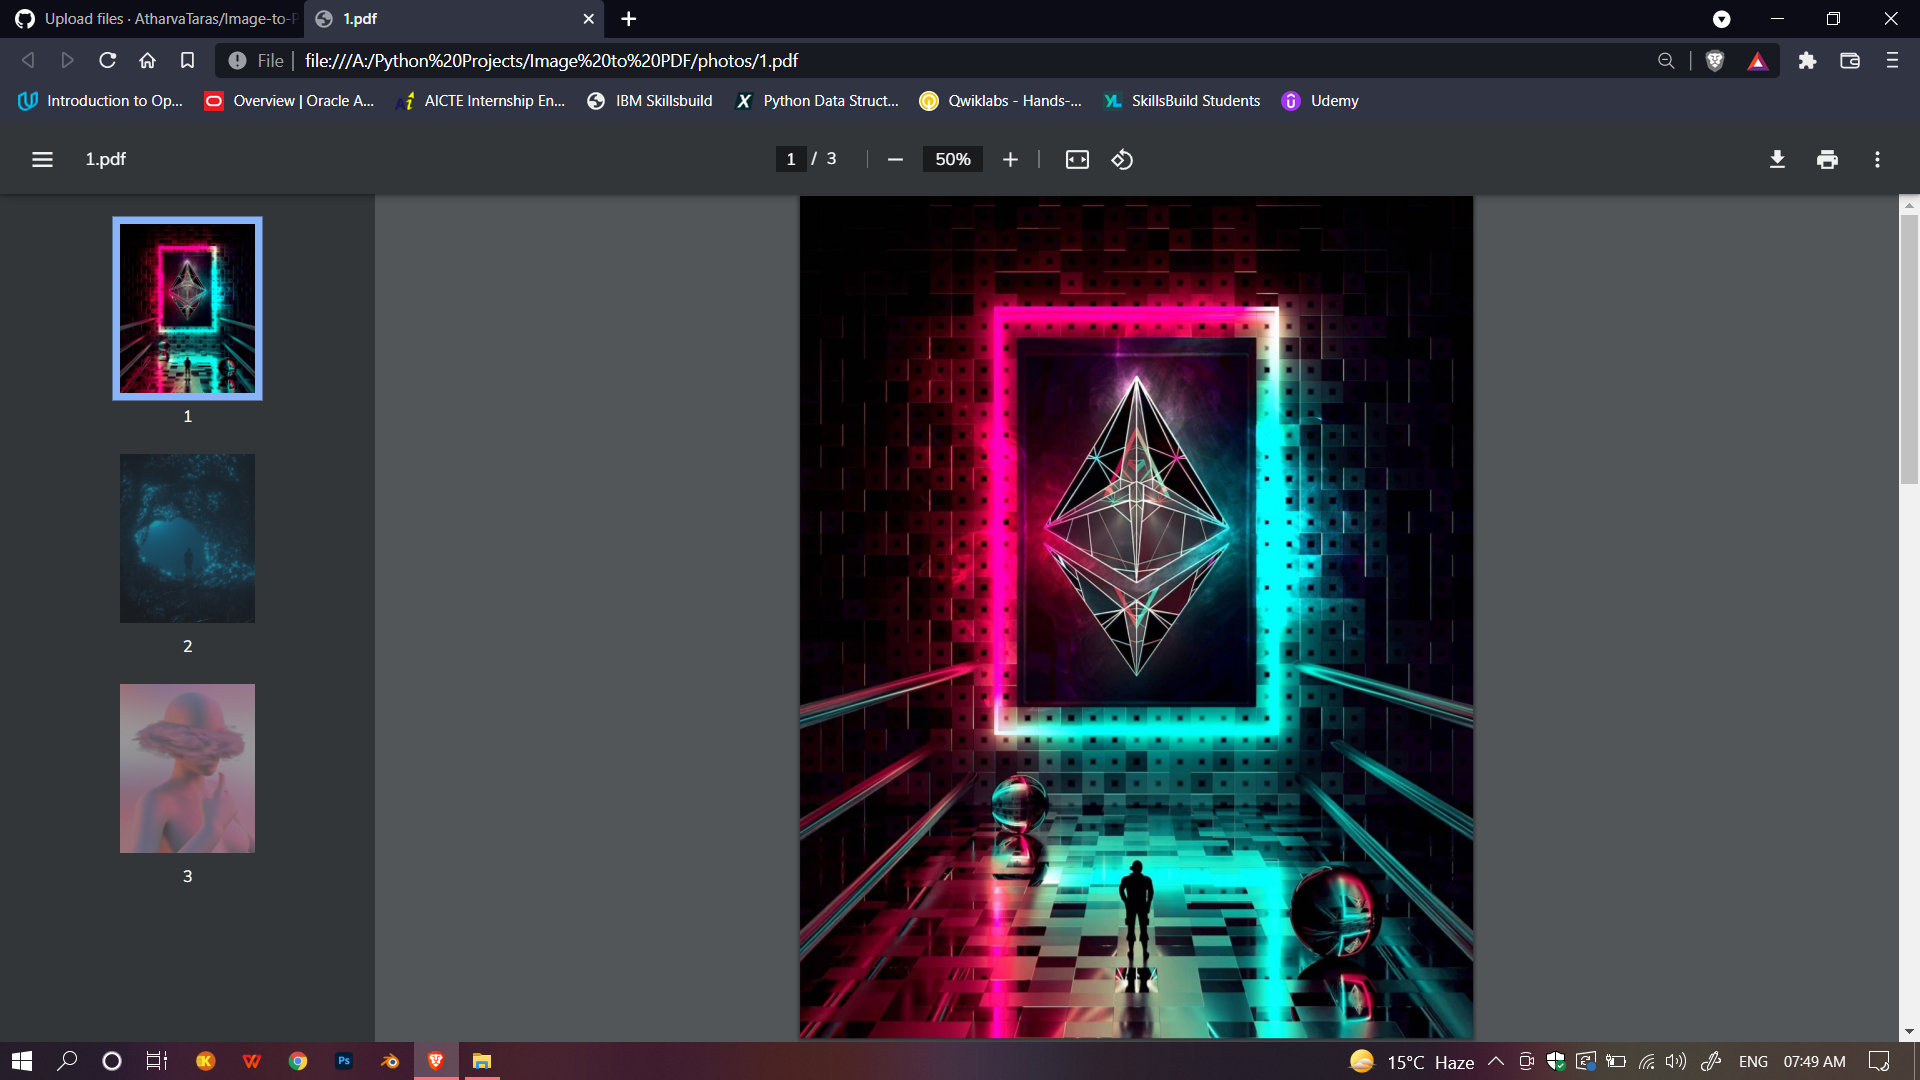 Upload files · AtharvaTaras/Image-to-P
1.pdf
File
file:///A:/Python%20Projects/Image%20to%20PDF/photos/1.pdf
Introduction to Op...
Overview | Oracle A...
AICTE Internship En...
IBM Skillsbuild
Python Data Struct...
Qwiklabs - Hands-...
SkillsBuild Students
Udemy
1.pdf
1 / 3
50%
1
2
3
15°C Haze
ENG
07:49 AM